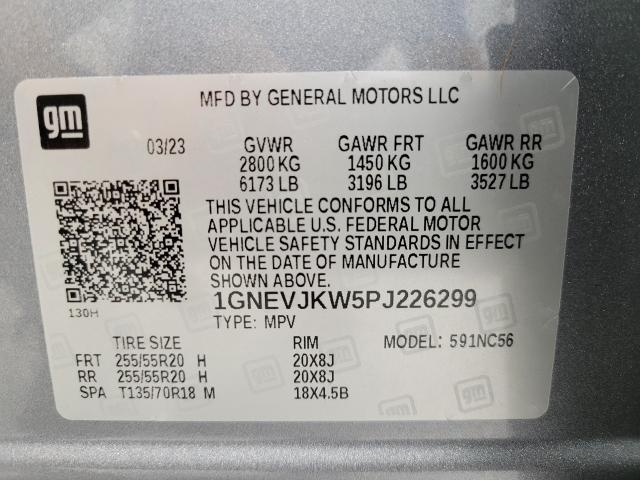 gm
MFD BY GENERAL MOTORS LLC
03/23 GVWR GAWR FRT GAWR RR
2800 KG 1450 KG 1600 KG
6173 LB 3196 LB 3527 LB
THIS VEHICLE CONFORMS TO ALL
APPLICABLE U.S. FEDERAL MOTOR
VEHICLE SAFETY STANDARDS IN EFFECT
ON THE DATE OF MANUFACTURE
SHOWN ABOVE.
1GNEVJKW5PJ226299
130H
TYPE: MPV
TIRE SIZE RIM MODEL: 591NC56
FRT 255/55R20 H 20X8J
RR 255/55R20 H 20X8J
SPA T135/70R18 M 18X4.5B